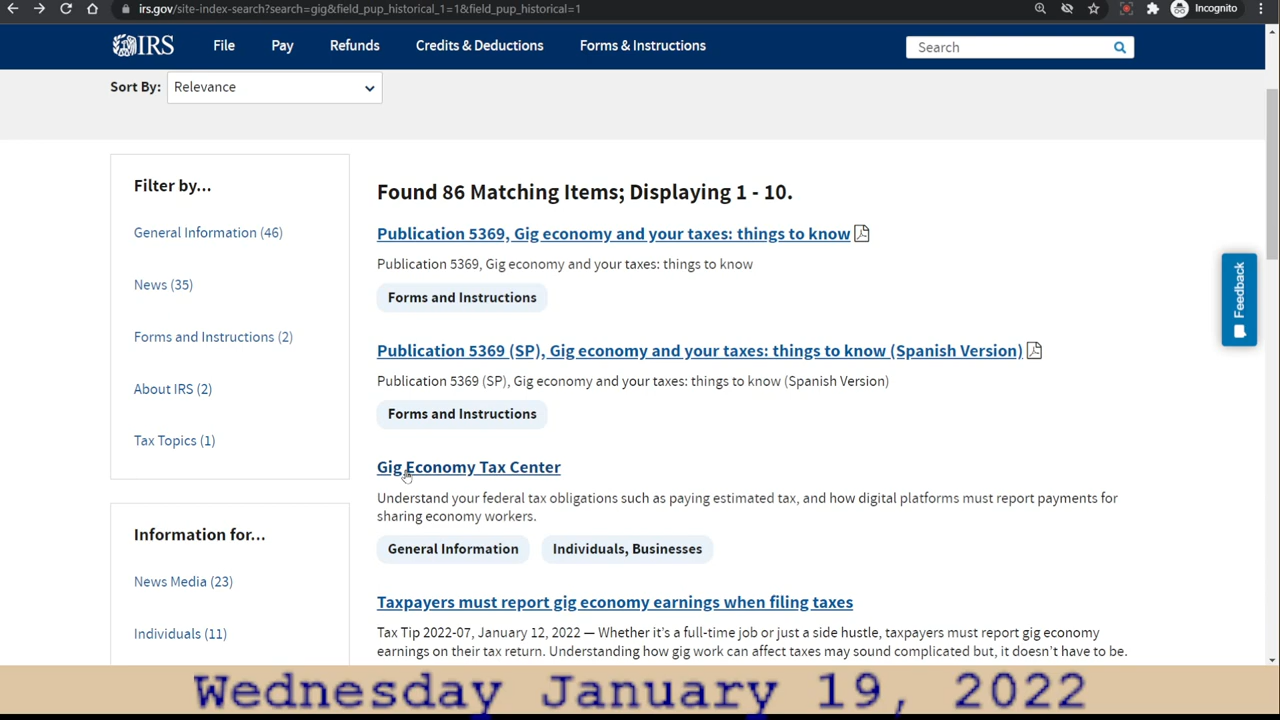 irs.gov/site-index-search?search=gig&field_pup_historical_1=1&field_pup_historical=1
Incognito
IRS
File
Pay
Refunds
Credits & Deductions
Forms & Instructions
Search
Sort By:
Relevance
Filter by...
General Information (46)
News (35)
Forms and Instructions (2)
About IRS (2)
Tax Topics (1)
Information for...
News Media (23)
Individuals (11)
Found 86 Matching Items; Displaying 1 - 10.
Publication 5369, Gig economy and your taxes: things to know
Publication 5369, Gig economy and your taxes: things to know
Forms and Instructions
Publication 5369 (SP), Gig economy and your taxes: things to know (Spanish Version)
Publication 5369 (SP), Gig economy and your taxes: things to know (Spanish Version)
Forms and Instructions
Gig Economy Tax Center
Understand your federal tax obligations such as paying estimated tax, and how digital platforms must report payments for
sharing economy workers.
General Information
Individuals, Businesses
Taxpayers must report gig economy earnings when filing taxes
Tax Tip 2022-07, January 12, 2022 — Whether it's a full-time job or just a side hustle, taxpayers must report gig economy
earnings on their tax return. Understanding how gig work can affect taxes may sound complicated but, it doesn't have to be.
Feedback
Wednesday January 19, 2022